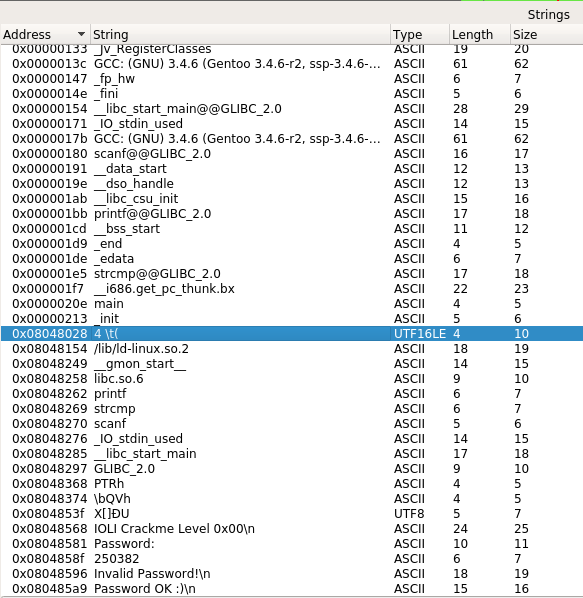 Strings
Address String Type Length Size
0x00000133 _Jv_RegisterClasses ASCII 19 20
0x0000013c GCC: (GNU) 3.4.6 (Gentoo 3.4.6-r2, ssp-3.4.6-... ASCII 61 62
0x00000147 _fp_hw ASCII 6 7
0x0000014e _fini ASCII 5 6
0x00000154 __libc_start_main@@GLIBC_2.0 ASCII 28 29
0x00000171 _IO_stdin_used ASCII 14 15
0x0000017b GCC: (GNU) 3.4.6 (Gentoo 3.4.6-r2, ssp-3.4.6-... ASCII 61 62
0x00000180 scanf@@GLIBC_2.0 ASCII 16 17
0x00000191 __data_start ASCII 12 13
0x0000019e __dso_handle ASCII 12 13
0x000001ab __libc_csu_init ASCII 15 16
0x000001bb printf@@GLIBC_2.0 ASCII 17 18
0x000001cd __bss_start ASCII 11 12
0x000001d9 _end ASCII 4 5
0x000001de _edata ASCII 6 7
0x000001e5 strcmp@@GLIBC_2.0 ASCII 17 18
0x000001f7 __i686.get_pc_thunk.bx ASCII 22 23
0x0000020e main ASCII 4 5
0x00000213 _init ASCII 5 6
0x08048028 4 \t( UTF16LE 4 10
0x08048154 /lib/ld-linux.so.2 ASCII 18 19
0x08048249 __gmon_start__ ASCII 14 15
0x08048258 libc.so.6 ASCII 9 10
0x08048262 printf ASCII 6 7
0x08048269 strcmp ASCII 6 7
0x08048270 scanf ASCII 5 6
0x08048276 _IO_stdin_used ASCII 14 15
0x08048285 __libc_start_main ASCII 17 18
0x08048297 GLIBC_2.0 ASCII 9 10
0x08048368 PTRh ASCII 4 5
0x08048374 \bQVh ASCII 4 5
0x0804853f X[]ÐU UTF8 5 7
0x08048568 IOLI Crackme Level 0x00\n ASCII 24 25
0x08048581 Password: ASCII 10 11
0x0804858f 250382 ASCII 6 7
0x08048596 Invalid Password!\n ASCII 18 19
0x080485a9 Password OK :)\n ASCII 15 16